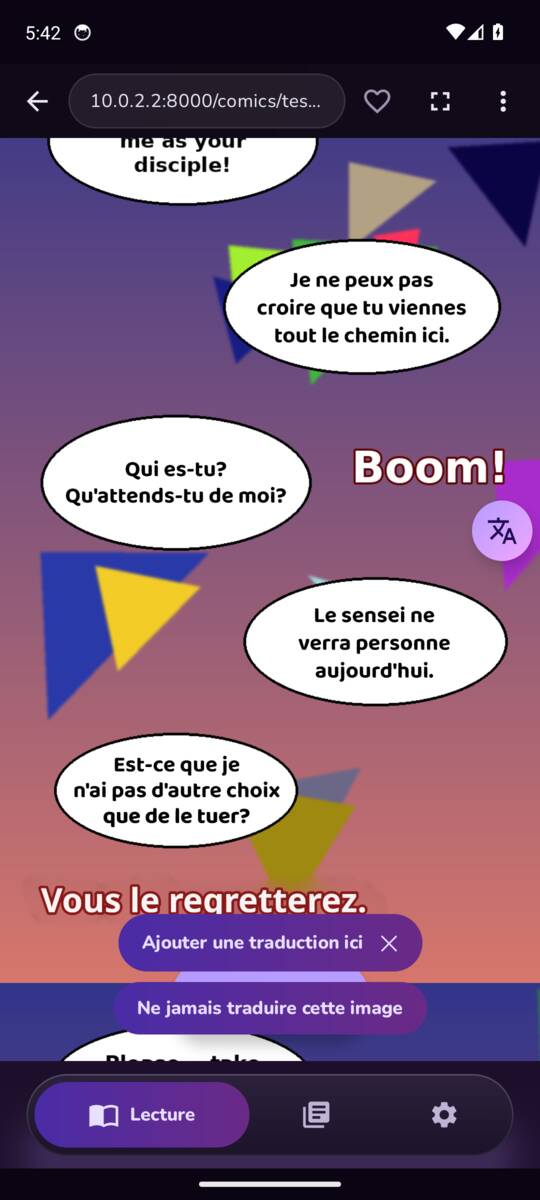 5:42
10.0.2.2:8000/comics/tes...
me as your
disciple!
Je ne peux pas
croire que tu viennes
tout le chemin ici.
Qui es-tu?
Qu'attends-tu de moi?
Boom!
Le sensei ne
verra personne
aujourd'hui.
Est-ce que je
n'ai pas d'autre choix
que de le tuer?
Vous le regretterez.
Ajouter une traduction ici
Ne jamais traduire cette image
Please... take
Lecture